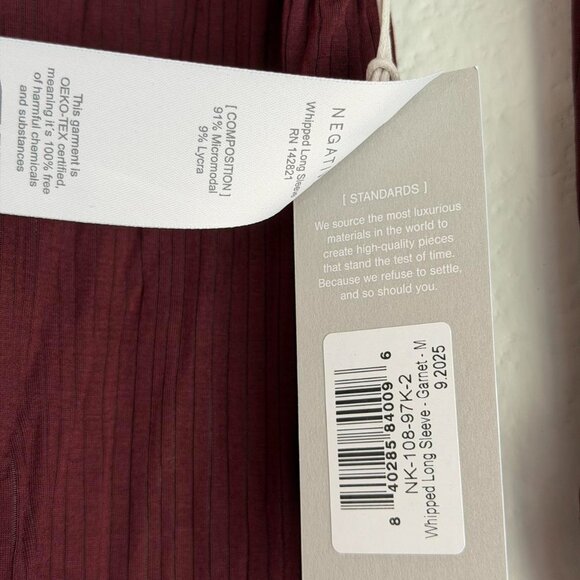 NEGATI
Whipped Long Sleeve
RN 142821
[ COMPOSITION ]
91% Micromodal
9% Lycra
This garment is
OEKO-TEX certified,
meaning it's 100% free
of harmful chemicals
and substances
[ STANDARDS ]
We source the most luxurious
materials in the world to
create high-quality pieces
that stand the test of time.
Because we refuse to settle,
and so should you.
8 40285 84009 6
NK-108-97K-2
Whipped Long Sleeve - Garnet - M
9.2025